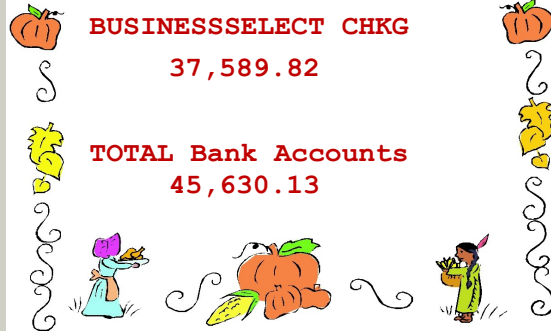 BUSINESSSELECT CHKG
37,589.82
TOTAL Bank Accounts
45,630.13